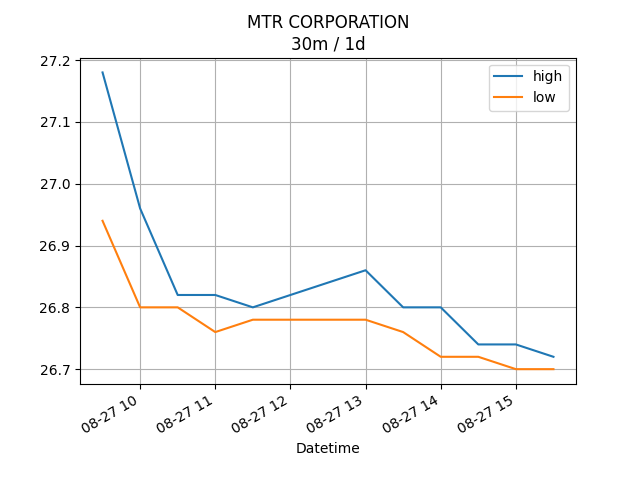 MTR CORPORATION
30m / 1d
high
low
27.2
27.1
27.0
26.9
26.8
26.7
08-27 10
08-27 11
08-27 12
08-27 13
08-27 14
08-27 15
Datetime